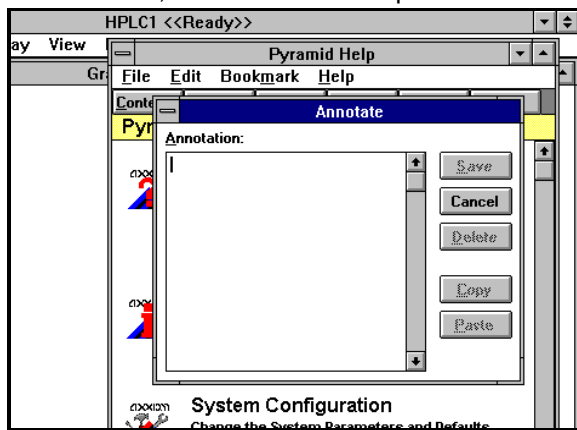 HPLC1 <<Ready>>
ay View
Pyramid Help
Gr
File Edit Bookmark Help
Conte
Annotate
Pyr
Annotation:
Save
Cancel
Delete
Copy
Paste
axxiom
System Configuration
Change the System Parameters and Defaults